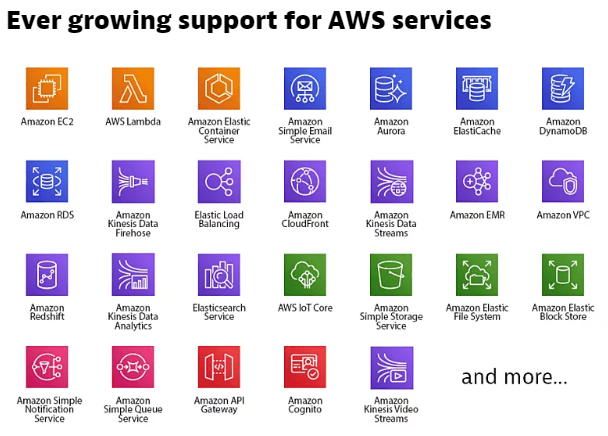 Ever growing support for AWS services
Amazon EC2
AWS Lambda
Amazon Elastic
Container
Service
Amazon
Simple Email
Service
Amazon
Aurora
Amazon
ElastiCache
Amazon
DynamoDB
Amazon RDS
Amazon
Kinesis Data
Firehose
Elastic Load
Balancing
Amazon
CloudFront
Amazon
Kinesis Data
Streams
Amazon EMR
Amazon VPC
Amazon
Redshift
Amazon
Kinesis Data
Analytics
Elasticsearch
Service
AWS IoT Core
Amazon
Simple Storage
Service
Amazon Elastic
File System
Amazon Elastic
Block Store
Amazon Simple
Notification
Service
Amazon
Simple Queue
Service
Amazon API
Gateway
Amazon
Cognito
Amazon
Kinesis Video
Streams
and more...